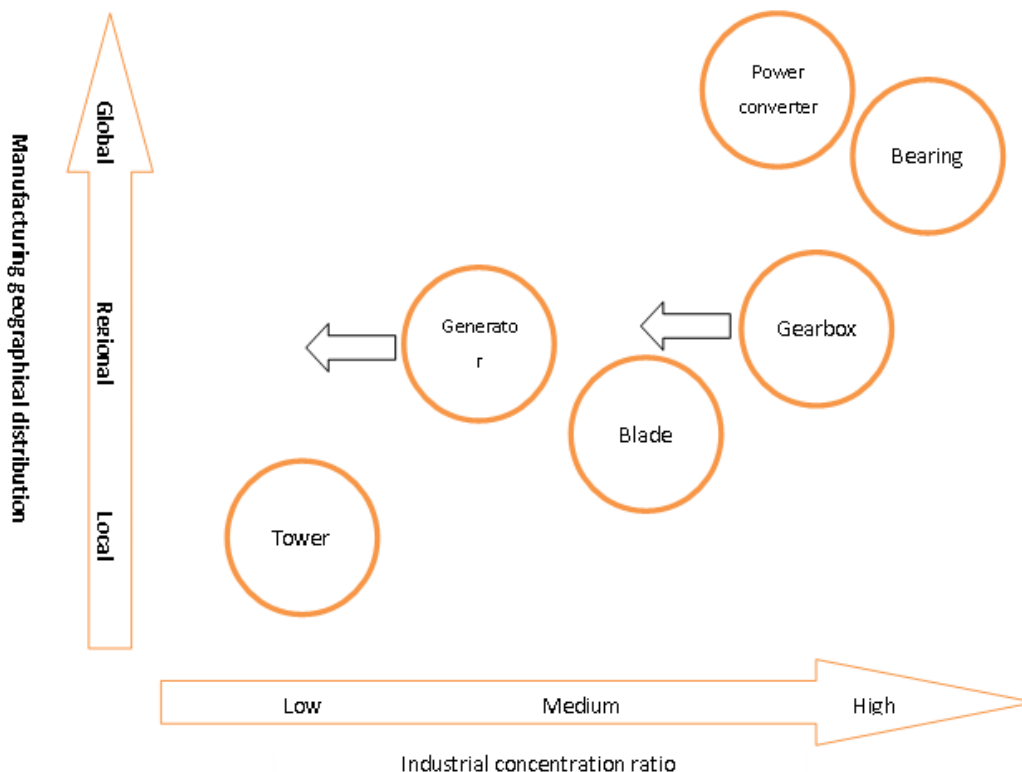 Manufacturing geographical distribution
Global
Regional
Local
Power
converter
Bearing
Generato
r
Gearbox
Blade
Tower
Low
Medium
High
Industrial concentration ratio